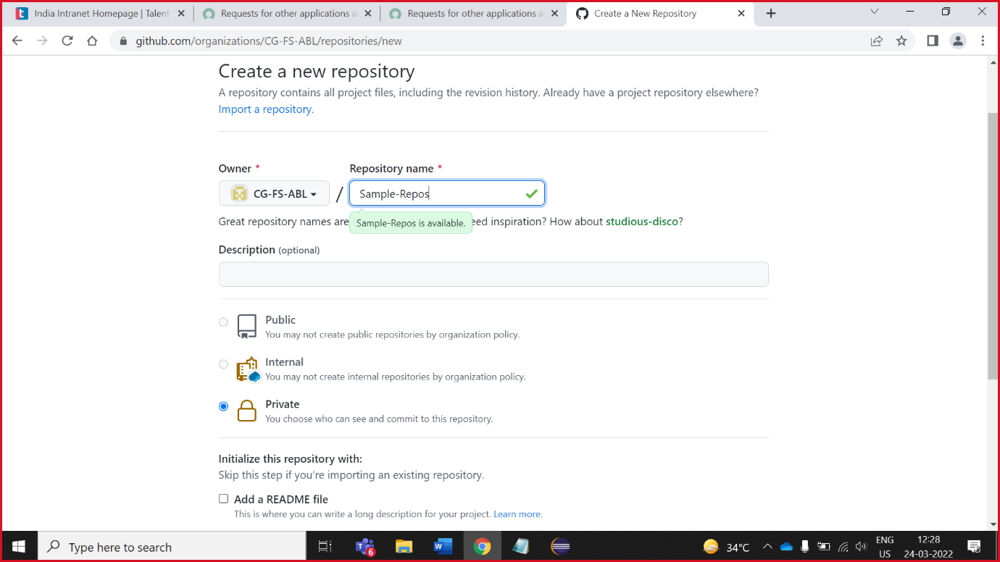 India Intranet Homepage | Talent
Requests for other applications a
Requests for other applications a
Create a New Repository
github.com/organizations/CG-FS-ABL/repositories/new
Create a new repository
A repository contains all project files, including the revision history. Already have a project repository elsewhere?
Import a repository.
Owner *
Repository name *
CG-FS-ABL
/
Sample-Repos
Great repository names are
Sample-Repos is available.
eed inspiration? How about studious-disco?
Description (optional)
Public
You may not create public repositories by organization policy.
Internal
You may not create internal repositories by organization policy.
Private
You choose who can see and commit to this repository.
Initialize this repository with:
Skip this step if you’re importing an existing repository.
Add a README file
This is where you can write a long description for your project. Learn more.
Type here to search
6
34°C
ENG
US
12:28
24-03-2022